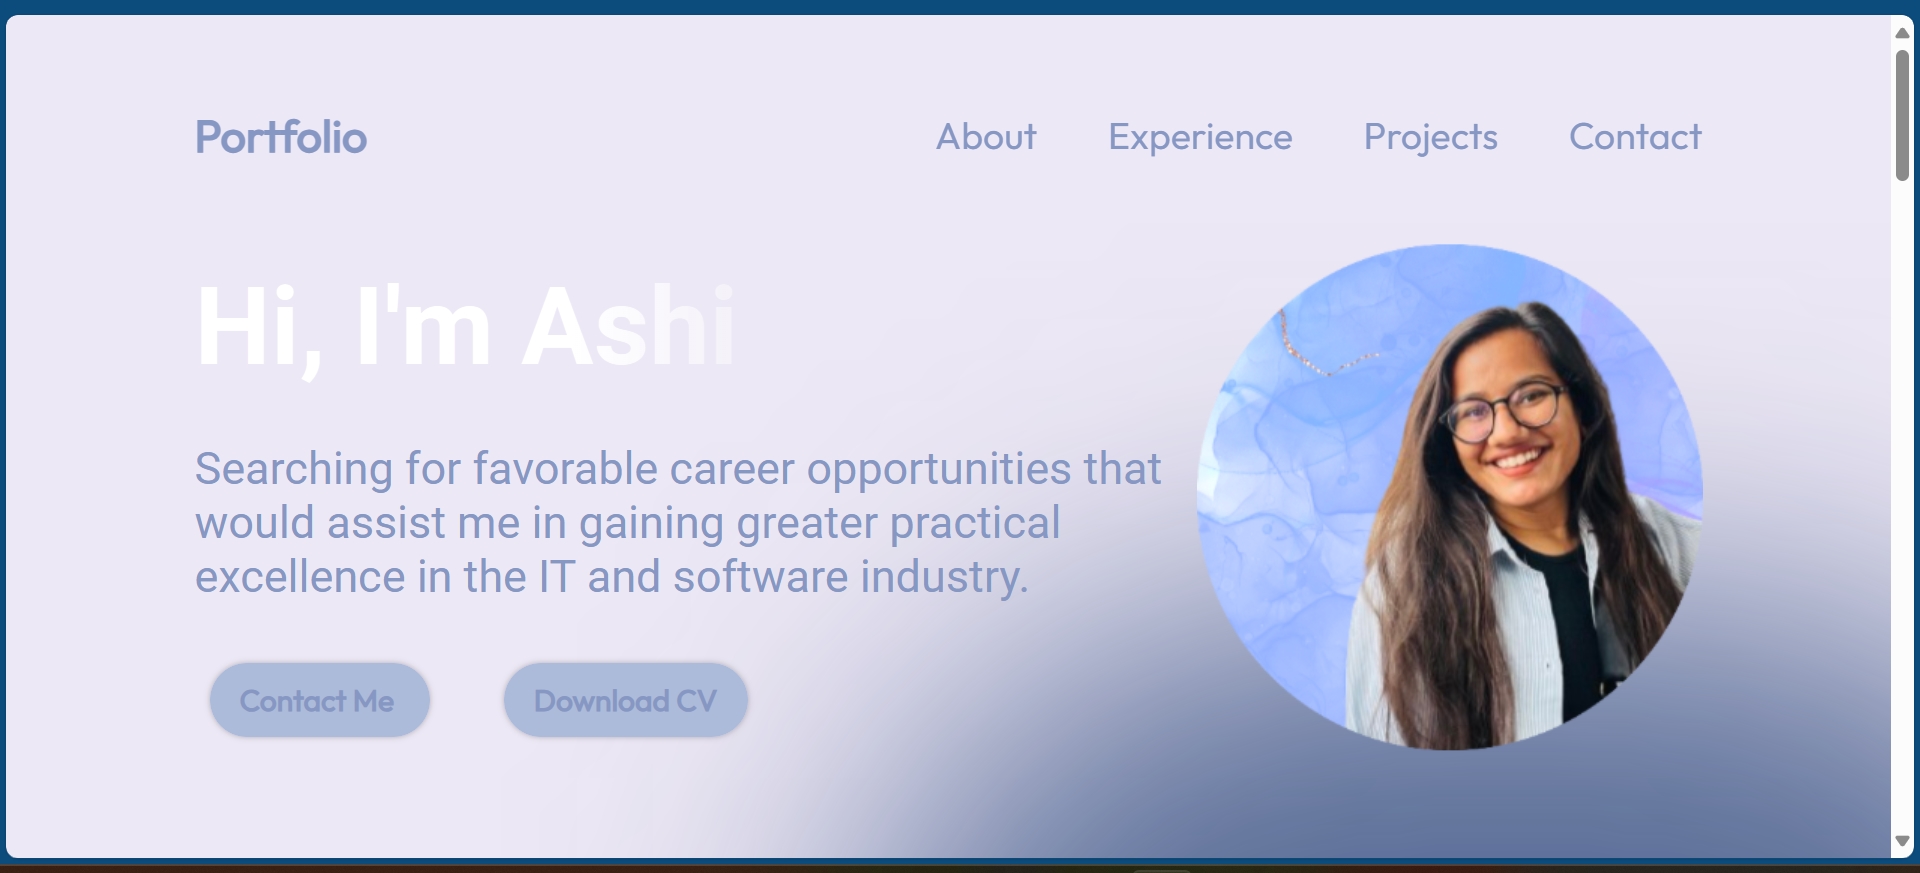 Portfolio
About Experience Projects Contact
Hi, I'm Ashi
Searching for favorable career opportunities that
would assist me in gaining greater practical
excellence in the IT and software industry.
Contact Me
Download CV